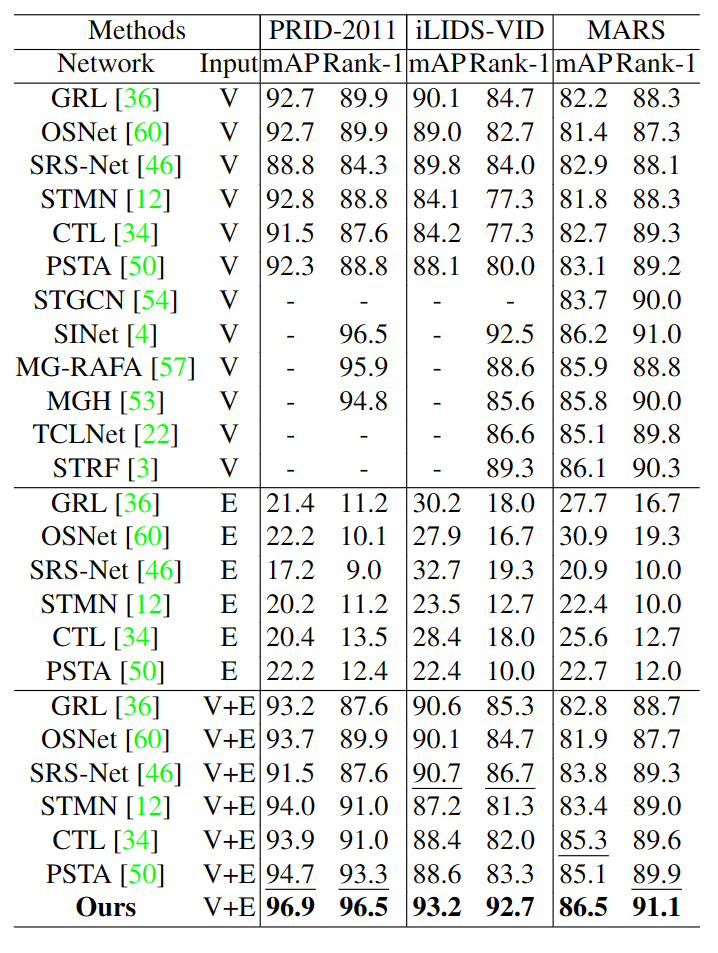 Methods PRID-2011 iLIDS-VID MARS
Network Input mAP Rank-1 mAP Rank-1 mAP Rank-1
GRL [36] V 92.7 89.9 90.1 84.7 82.2 88.3
OSNet [60] V 92.7 89.9 89.0 82.7 81.4 87.3
SRS-Net [46] V 88.8 84.3 89.8 84.0 82.9 88.1
STMN [12] V 92.8 88.8 84.1 77.3 81.8 88.3
CTL [34] V 91.5 87.6 84.2 77.3 82.7 89.3
PSTA [50] V 92.3 88.8 88.1 80.0 83.1 89.2
STGCN [54] V - - - - 83.7 90.0
SINet [4] V - 96.5 - 92.5 86.2 91.0
MG-RAFA [57] V - 95.9 - 88.6 85.9 88.8
MGH [53] V - 94.8 - 85.6 85.8 90.0
TCLNet [22] V - - - 86.6 85.1 89.8
STRF [3] V - - - 89.3 86.1 90.3
GRL [36] E 21.4 11.2 30.2 18.0 27.7 16.7
OSNet [60] E 22.2 10.1 27.9 16.7 30.9 19.3
SRS-Net [46] E 17.2 9.0 32.7 19.3 20.9 10.0
STMN [12] E 20.2 11.2 23.5 12.7 22.4 10.0
CTL [34] E 20.4 13.5 28.4 18.0 25.6 12.7
PSTA [50] E 22.2 12.4 22.4 10.0 22.7 12.0
GRL [36] V+E 93.2 87.6 90.6 85.3 82.8 88.7
OSNet [60] V+E 93.7 89.9 90.1 84.7 81.9 87.7
SRS-Net [46] V+E 91.5 87.6 90.7 86.7 83.8 89.3
STMN [12] V+E 94.0 91.0 87.2 81.3 83.4 89.0
CTL [34] V+E 93.9 91.0 88.4 82.0 85.3 89.6
PSTA [50] V+E 94.7 93.3 88.6 83.3 85.1 89.9
Ours V+E 96.9 96.5 93.2 92.7 86.5 91.1